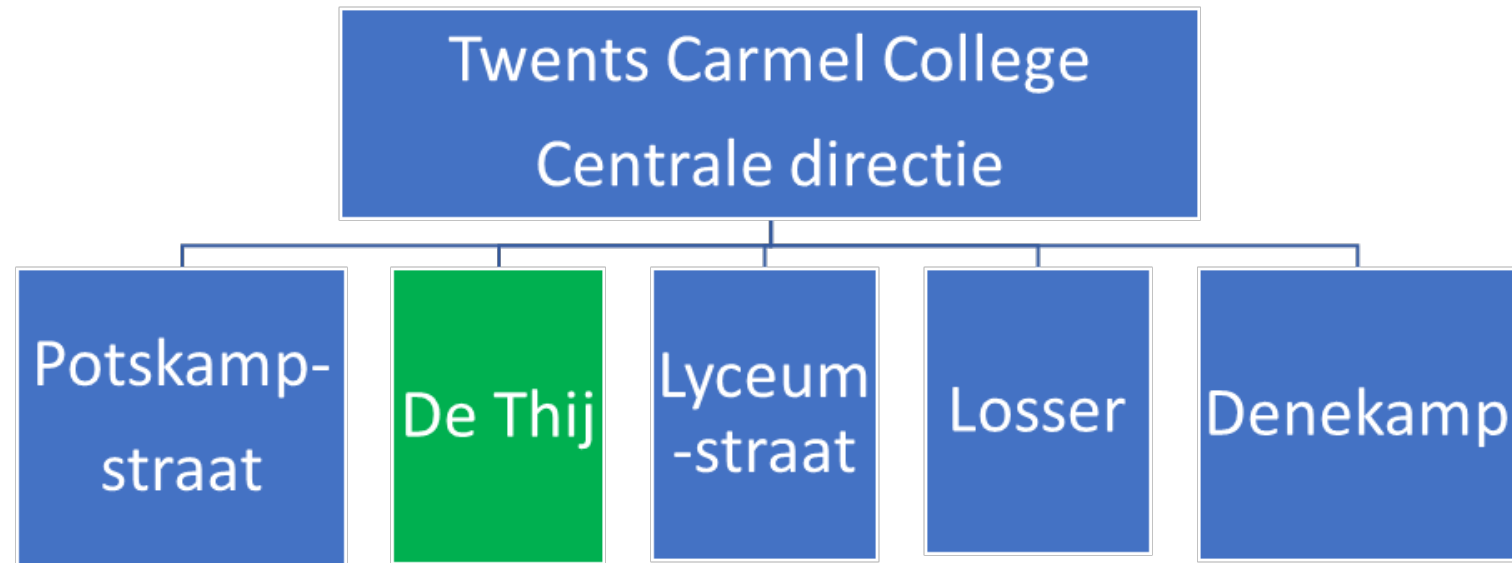 Twents Carmel College
Centrale directie
Potskamp-
straat
De Thij
Lyceum
-straat
Losser
Denekamp